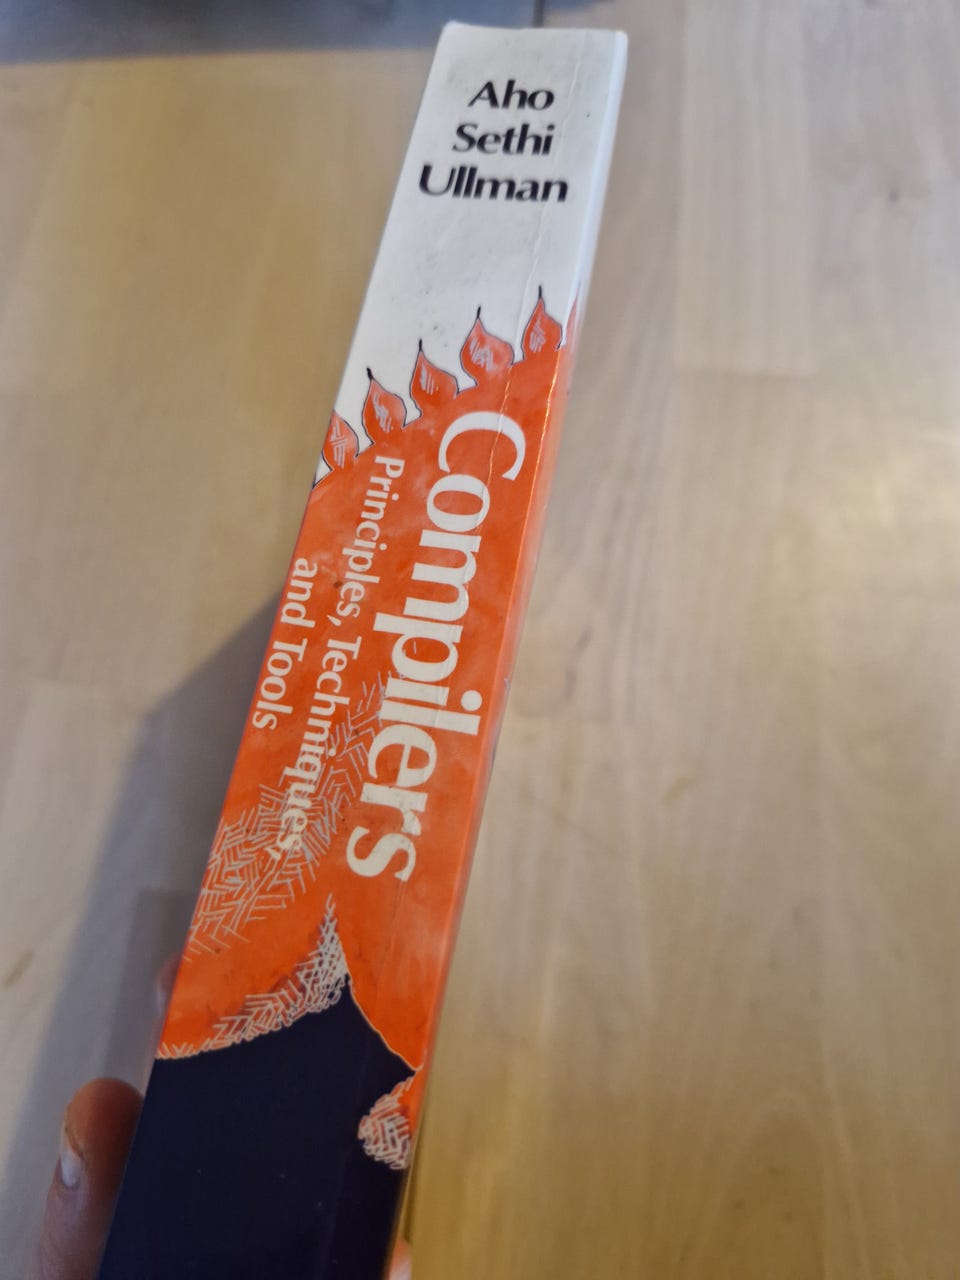 Aho
Sethi
Ullman
Compilers
Principles, Techniques,
and Tools